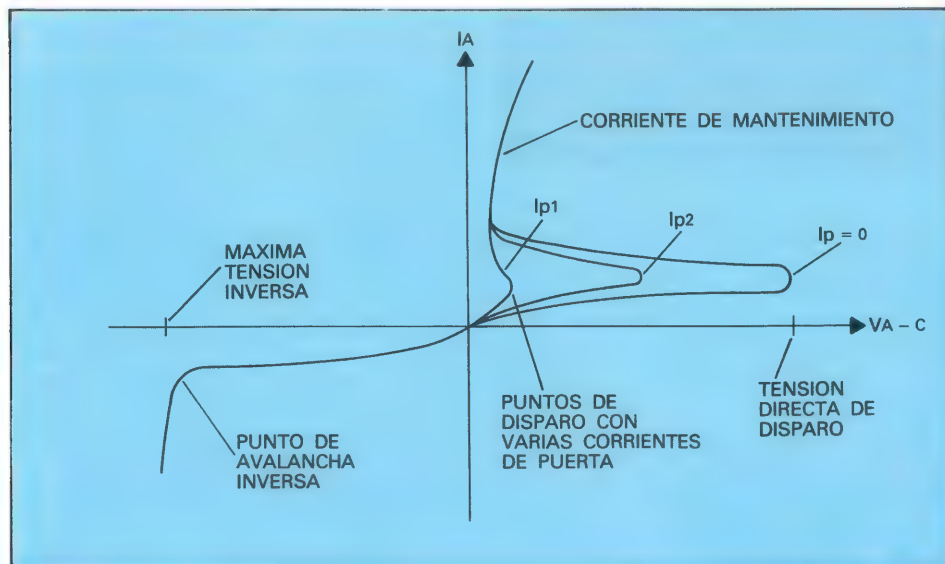 IA
CORRIENTE DE MANTENIMIENTO
Ip1
Ip2
Ip = 0
MAXIMA
TENSION
INVERSA
VA – C
PUNTO DE
AVALANCHA
INVERSA
PUNTOS DE
DISPARO CON
VARIAS CORRIENTES
DE PUERTA
TENSION
DIRECTA DE
DISPARO